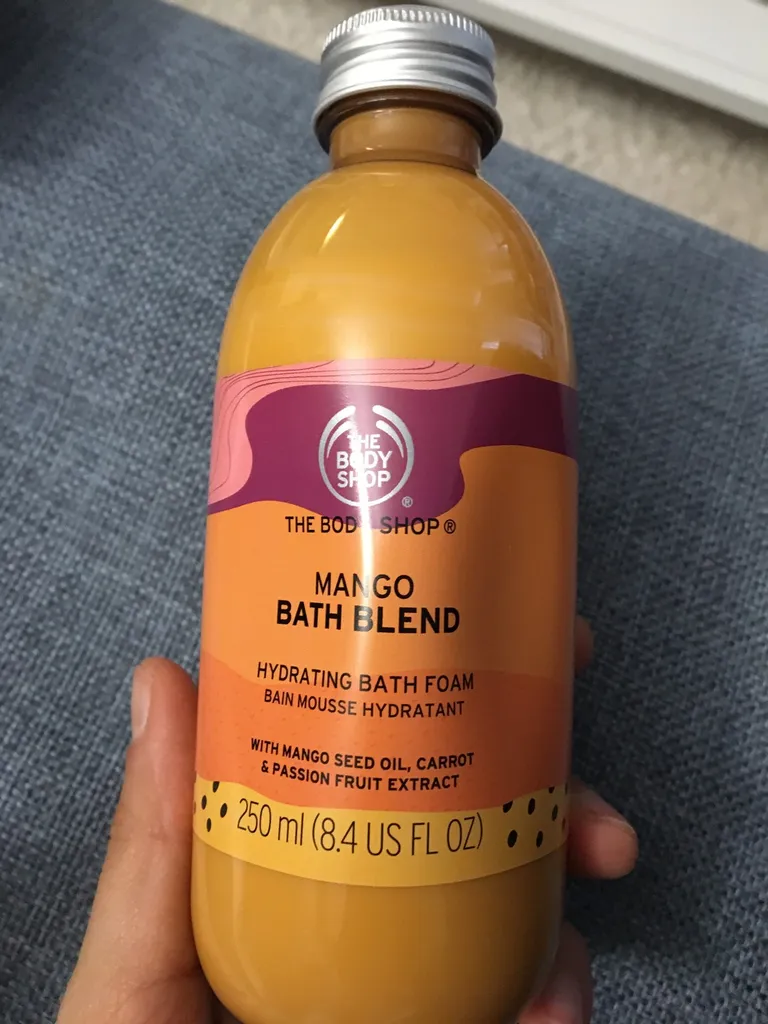 THE
BODY
SHOP
®
THE BODY SHOP®
MANGO
BATH BLEND
HYDRATING BATH FOAM
BAIN MOUSSE HYDRATANT
WITH MANGO SEED OIL, CARROT
& PASSION FRUIT EXTRACT
250 ml (8.4 US FL OZ)